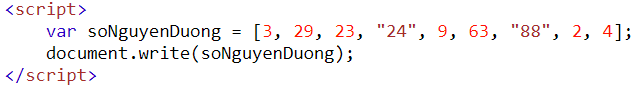 <script>
    var soNguyenDuong = [3, 29, 23, "24", 9, 63, "88", 2, 4];
    document.write(soNguyenDuong);
</script>